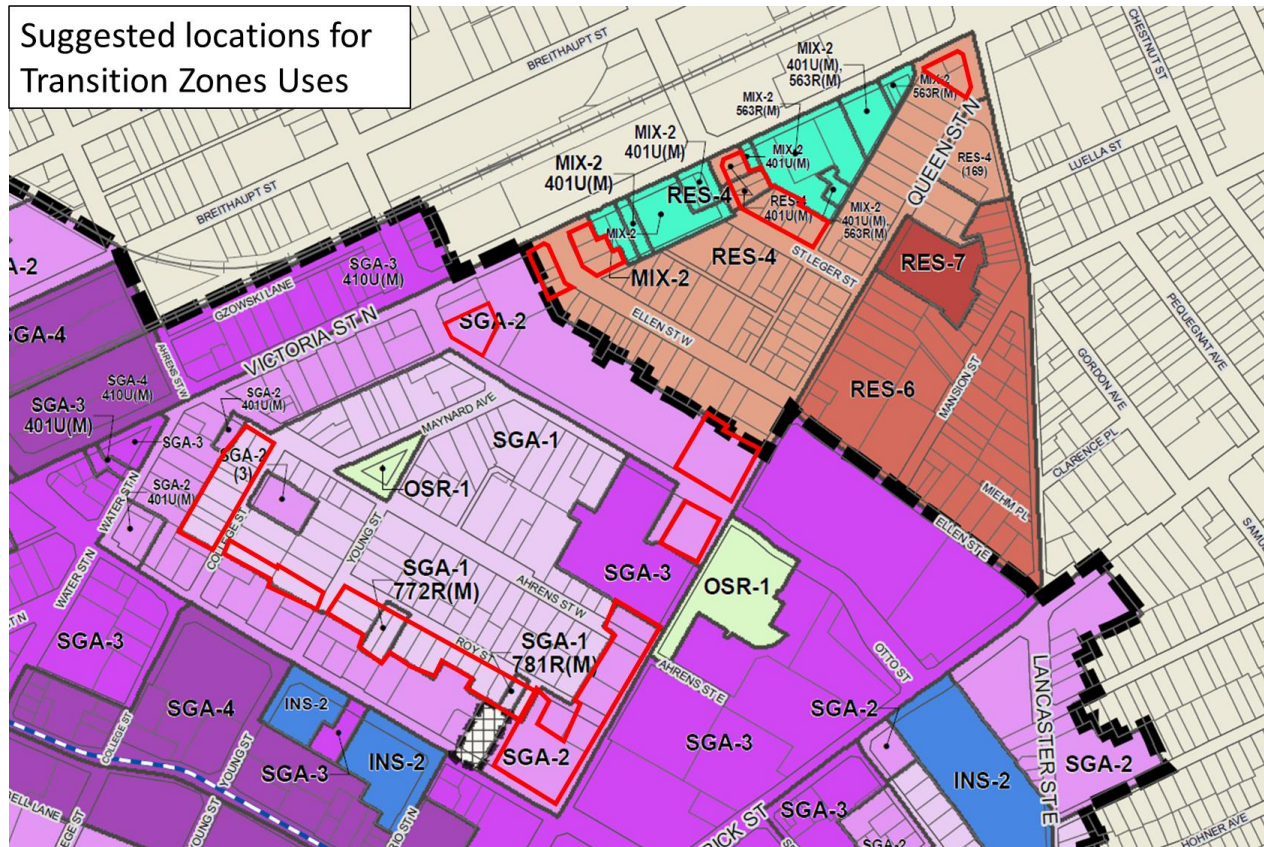 Suggested locations for
Transition Zones Uses
BREITHAUPT ST
CHESTNUT ST
MIX-2
401U(M),
563R(M)
MIX-2
563R(M)
MIX-2
563R(M)
MIX-2
401U(M)
MIX-2
401U(M)
MIX-2
401U(M)
QUEEN ST N
LUELLA ST
RES-4
(169)
BREITHAUPT ST
RES-4
RES-4
401U(M)
MIX-2
MIX-2
401U(M),
563R(M)
ST LEGER ST
RES-4
MIX-2
RES-7
A-2
SGA-3
410U(M)
GZOWSKI LANE
VICTORIA ST N
SGA-2
ELLEN ST W
PEQUEGNAT AVE
SGA-4
AHRENS ST W
SGA-4
410U(M)
SGA-3
401U(M)
SGA-2
401U(M)
MAYNARD AVE
RES-6
MANSION ST
GORDON AVE
CLARENCE PL
SGA-3
SGA-1
SGA-2
(3)
SGA-2
401U(M)
WATER ST N
OSR-1
MIEHM PL
ELLEN ST E
COLLEGE ST
YOUNG ST
WATER ST N
SGA-1
772R(M)
AHRENS ST W
SGA-3
OSR-1
SGA-3
ROY ST
SGA-1
781R(M)
AHRENS ST E
OTTO ST
LANCASTER ST E
SGA-4
INS-2
SGA-2
SGA-3
SGA-2
INS-2
SGA-2
COLLEGE ST
YOUNG ST
SGA-3
INS-2
SGA-3
SGA-2
YOUNG ST
HOHNER AVE